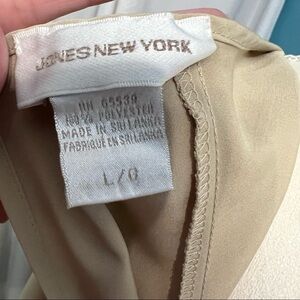 JONES NEW YORK
RN 65539
100% POLYESTER
MADE IN SRI LANKA
FABRIQUE EN SRI LANKA
L/G